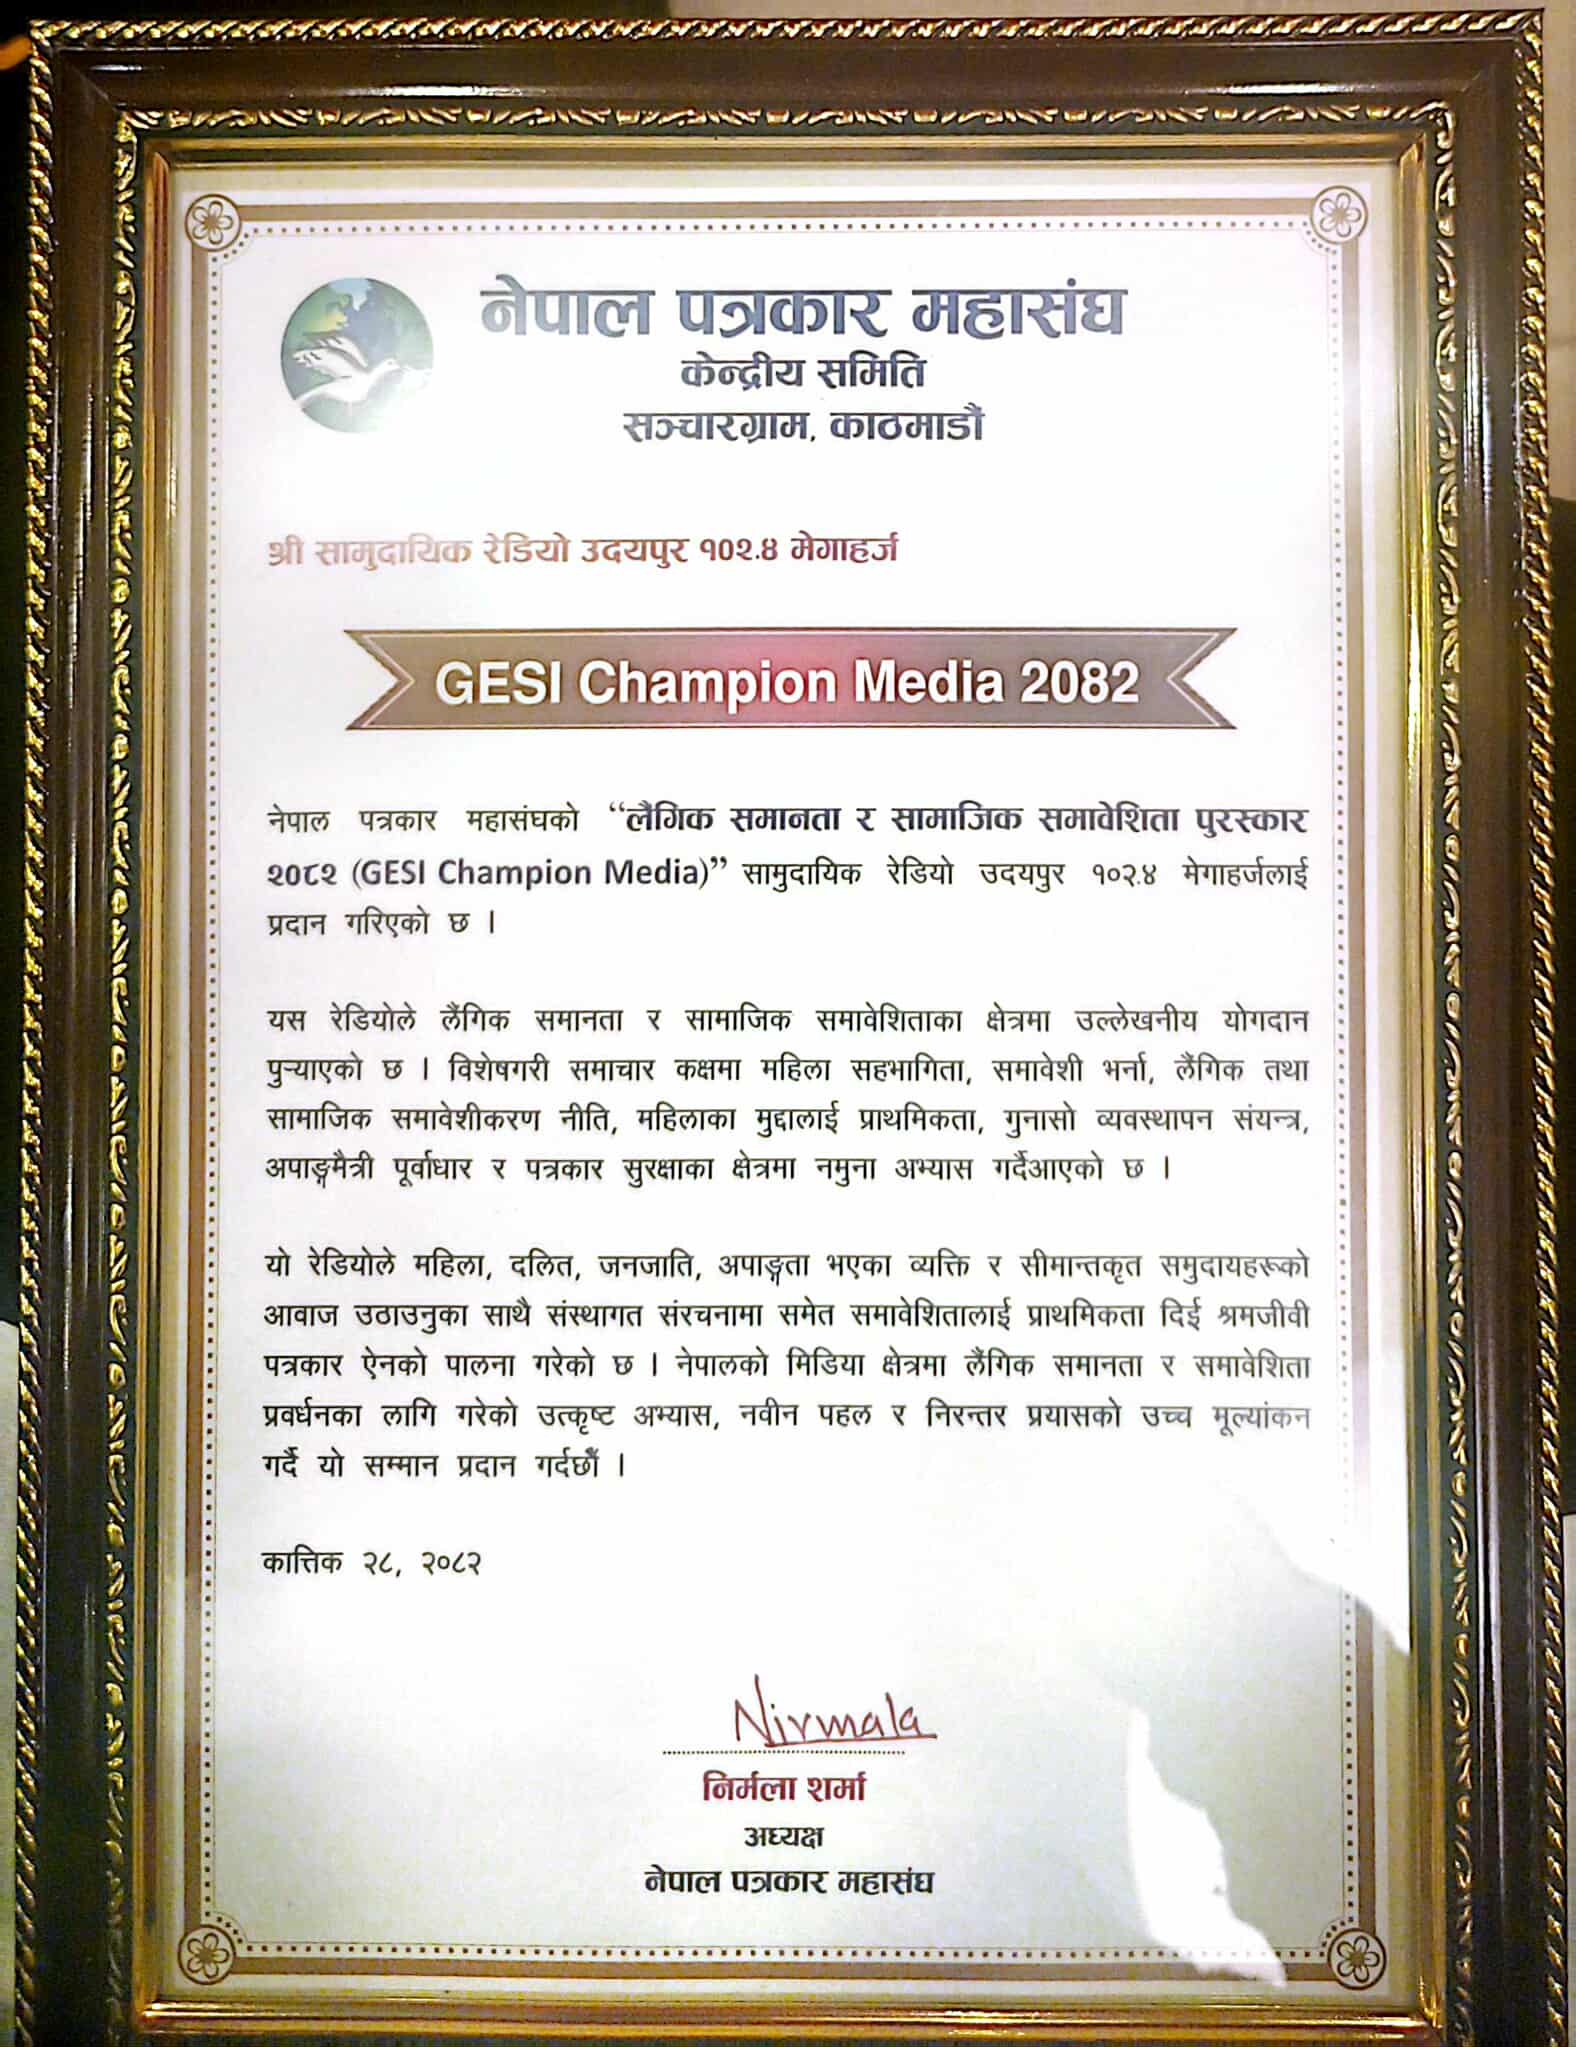 नेपाल पत्रकार महासंघ
केन्द्रीय समिति
सञ्चारग्राम, काठमाडौं
श्री सामुदायिक रेडियो उदयपुर १०२.४ मेगाहर्ज
GESI Champion Media 2082
नेपाल पत्रकार महासंघको “लैंगिक समानता र सामाजिक समावेशिता पुरस्कार
२०८२ (GESI Champion Media)” सामुदायिक रेडियो उदयपुर १०२.४ मेगाहर्जलाई
प्रदान गरिएको छ ।
यस रेडियोले लैंगिक समानता र सामाजिक समावेशिताका क्षेत्रमा उल्लेखनीय योगदान
पुऱ्याएको छ । विशेषगरी समाचार कक्षमा महिला सहभागिता, समावेशी भर्ना, लैंगिक तथा
सामाजिक समावेशीकरण नीति, महिलाका मुद्दालाई प्राथमिकता, गुनासो व्यवस्थापन संयन्त्र,
अपाङ्गमैत्री पूर्वाधार र पत्रकार सुरक्षाका क्षेत्रमा नमुना अभ्यास गर्दैआएको छ ।
यो रेडियोले महिला, दलित, जनजाति, अपाङ्गता भएका व्यक्ति र सीमान्तकृत समुदायहरूको
आवाज उठाउनुका साथै संस्थागत संरचनामा समेत समावेशितालाई प्राथमिकता दिई श्रमजीवी
पत्रकार ऐनको पालना गरेको छ । नेपालको मिडिया क्षेत्रमा लैंगिक समानता र समावेशिता
प्रवर्धनका लागि गरेको उत्कृष्ट अभ्यास, नवीन पहल र निरन्तर प्रयासको उच्च मूल्यांकन
गर्दै यो सम्मान प्रदान गर्दछौं ।
कात्तिक २८, २०८२
Nirmala
निर्मला शर्मा
अध्यक्ष
नेपाल पत्रकार महासंघ